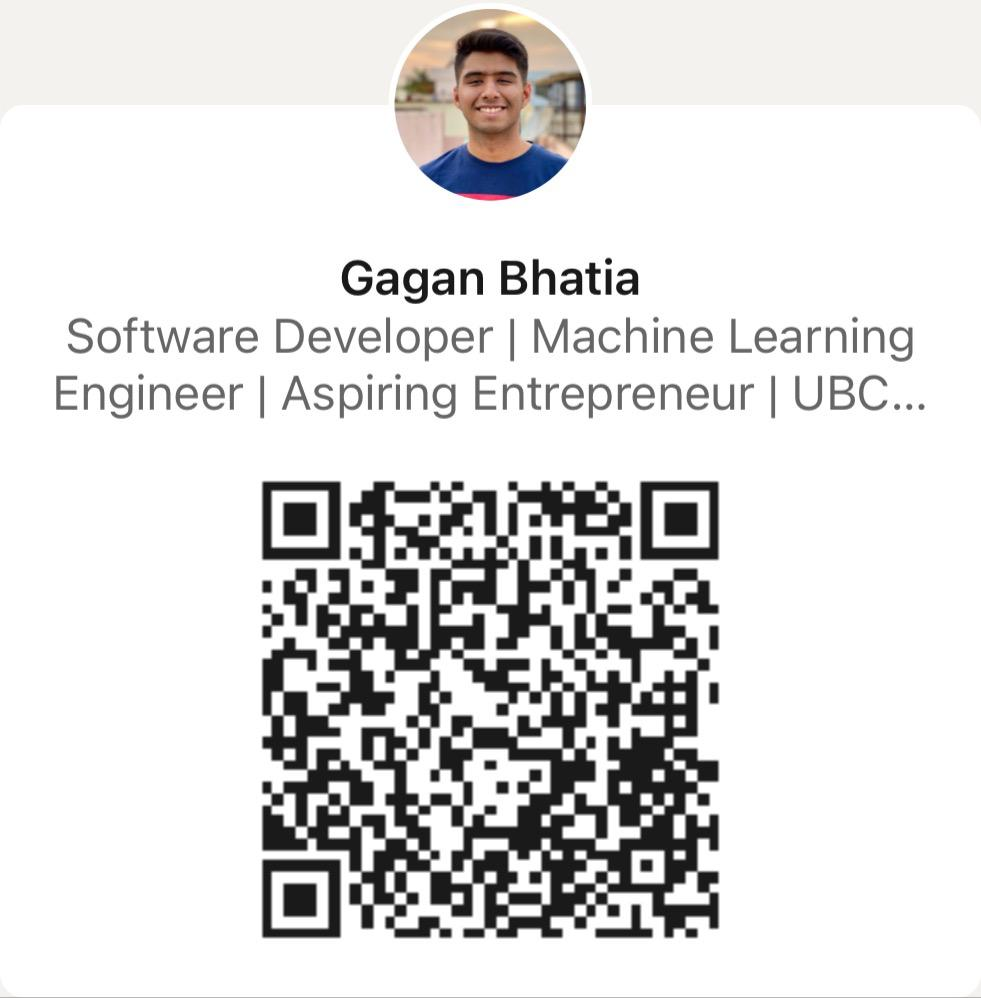 Gagan Bhatia
Software Developer | Machine Learning
Engineer | Aspiring Entrepreneur | UBC...